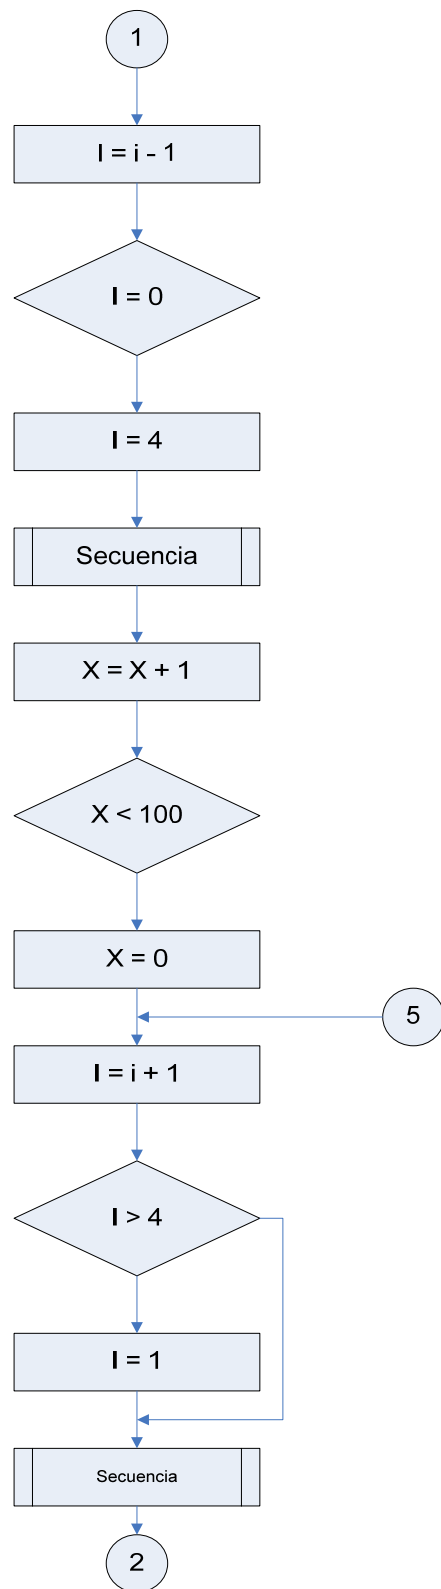 1
I = i - 1
I = 0
I = 4
Secuencia
X = X + 1
X < 100
X = 0
5
I = i + 1
I > 4
I = 1
Secuencia
2